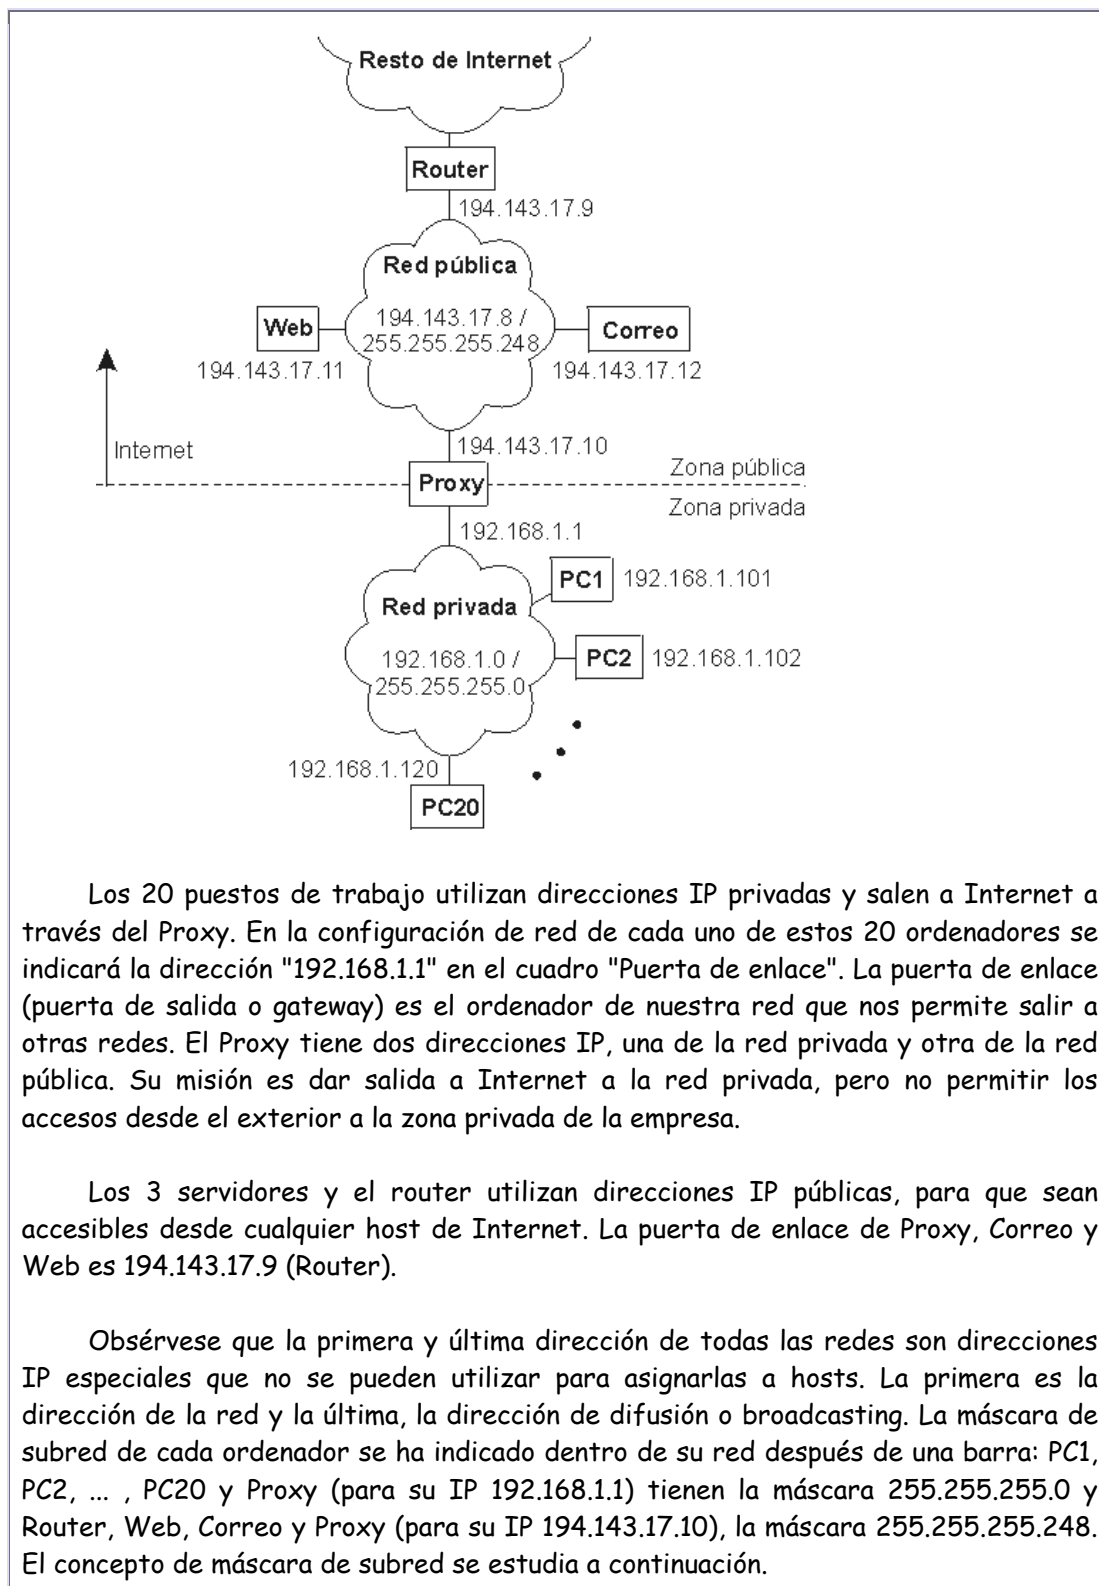 Resto de Internet
Router
194.143.17.9
Red pública
194.143.17.8 /
255.255.255.248
Web
194.143.17.11
Correo
194.143.17.12
Internet
194.143.17.10
Proxy
Zona pública
Zona privada
192.168.1.1
PC1 192.168.1.101
Red privada
192.168.1.0 /
255.255.255.0
PC2 192.168.1.102
192.168.1.120
PC20
Los 20 puestos de trabajo utilizan direcciones IP privadas y salen a Internet a
través del Proxy. En la configuración de red de cada uno de estos 20 ordenadores se
indicará la dirección "192.168.1.1" en el cuadro "Puerta de enlace". La puerta de enlace
(puerta de salida o gateway) es el ordenador de nuestra red que nos permite salir a
otras redes. El Proxy tiene dos direcciones IP, una de la red privada y otra de la red
pública. Su misión es dar salida a Internet a la red privada, pero no permitir los
accesos desde el exterior a la zona privada de la empresa.
Los 3 servidores y el router utilizan direcciones IP públicas, para que sean
accesibles desde cualquier host de Internet. La puerta de enlace de Proxy, Correo y
Web es 194.143.17.9 (Router).
Obsérvese que la primera y última dirección de todas las redes son direcciones
IP especiales que no se pueden utilizar para asignarlas a hosts. La primera es la
dirección de la red y la última, la dirección de difusión o broadcasting. La máscara de
subred de cada ordenador se ha indicado dentro de su red después de una barra: PC1,
PC2, ... , PC20 y Proxy (para su IP 192.168.1.1) tienen la máscara 255.255.255.0 y
Router, Web, Correo y Proxy (para su IP 194.143.17.10), la máscara 255.255.255.248.
El concepto de máscara de subred se estudia a continuación.